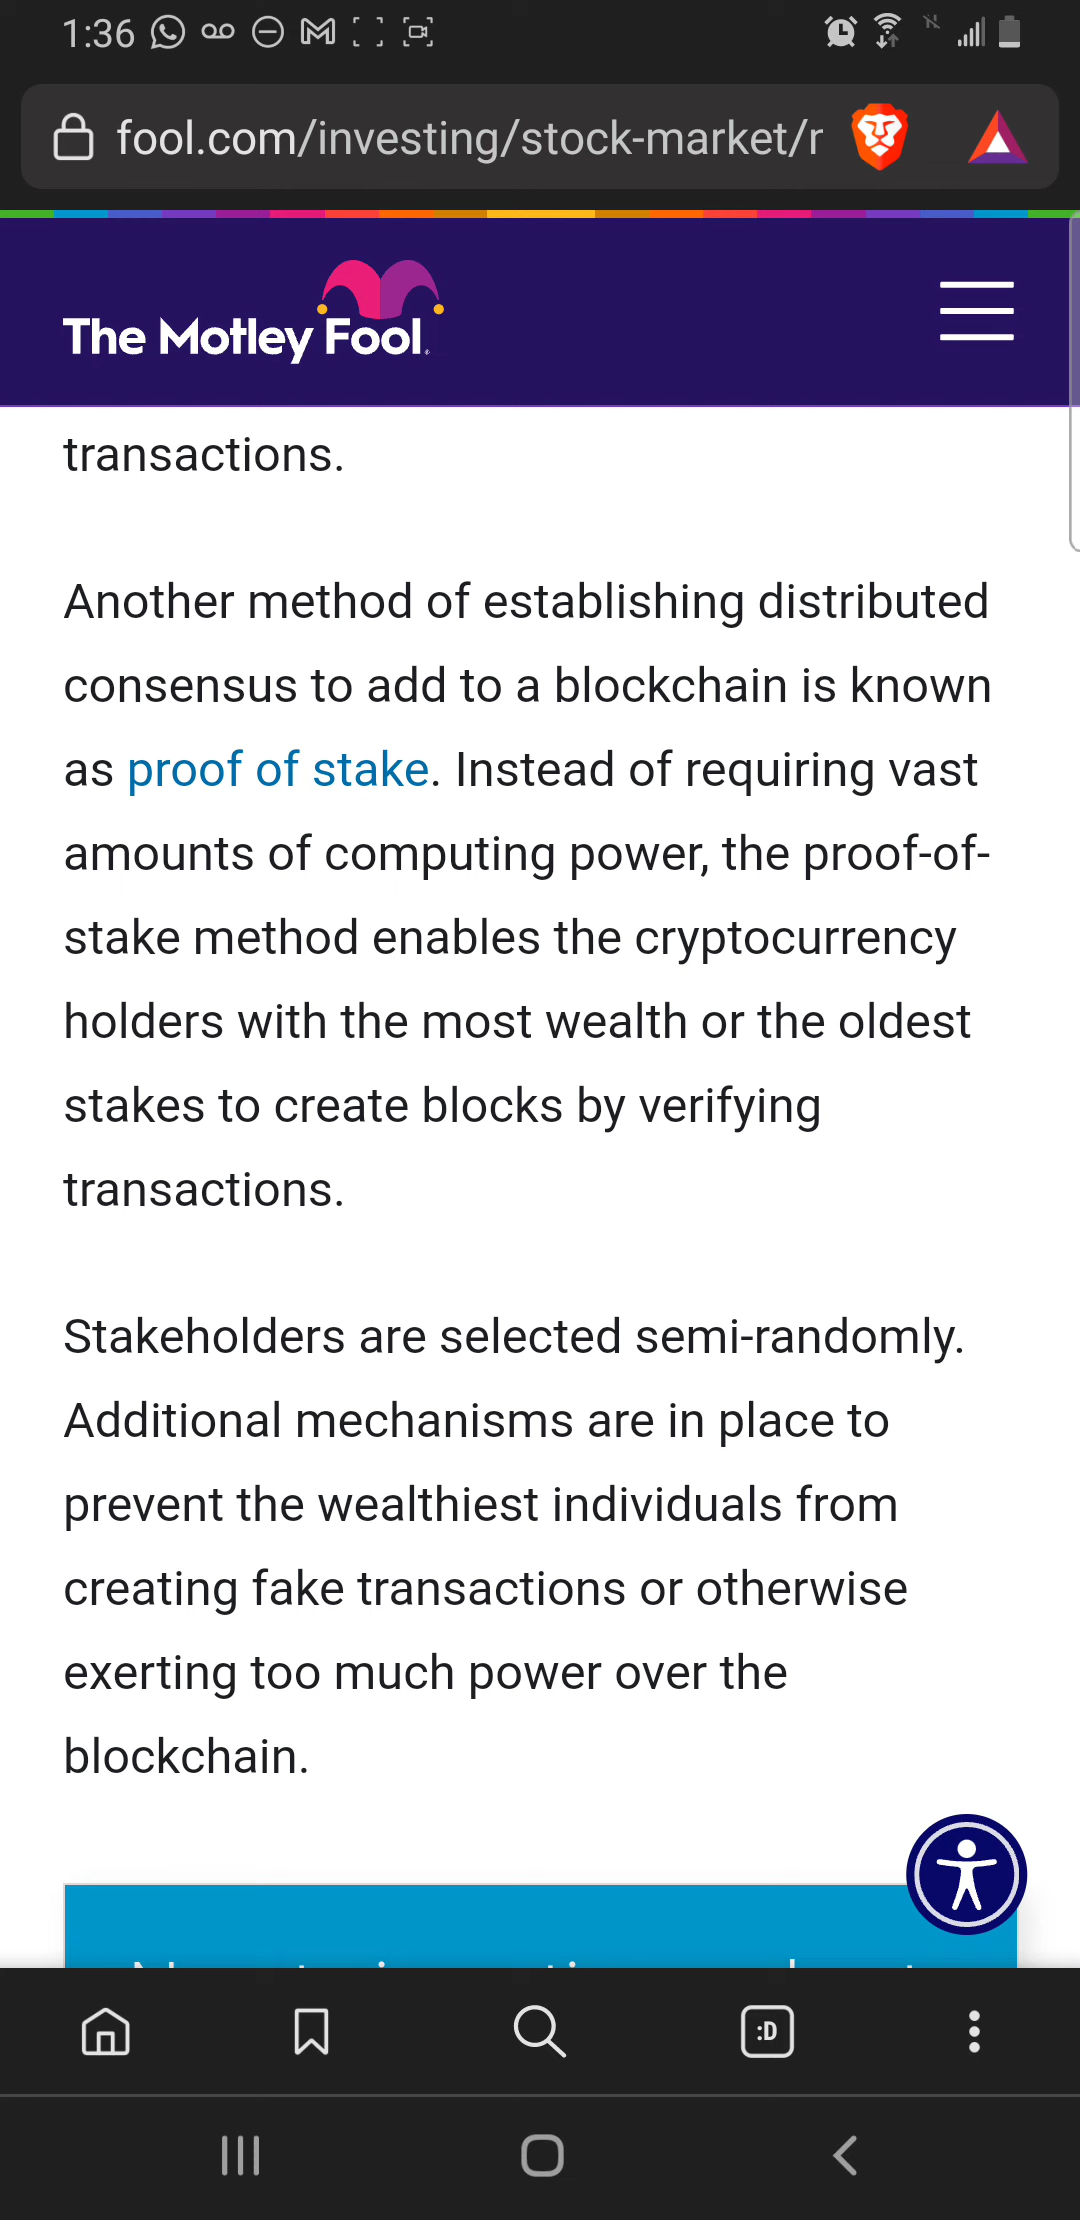 1:36
fool.com/investing/stock-market/r
The Motley Fool
transactions.
Another method of establishing distributed
consensus to add to a blockchain is known
as proof of stake. Instead of requiring vast
amounts of computing power, the proof-of-
stake method enables the cryptocurrency
holders with the most wealth or the oldest
stakes to create blocks by verifying
transactions.
Stakeholders are selected semi-randomly.
Additional mechanisms are in place to
prevent the wealthiest individuals from
creating fake transactions or otherwise
exerting too much power over the
blockchain.
:D